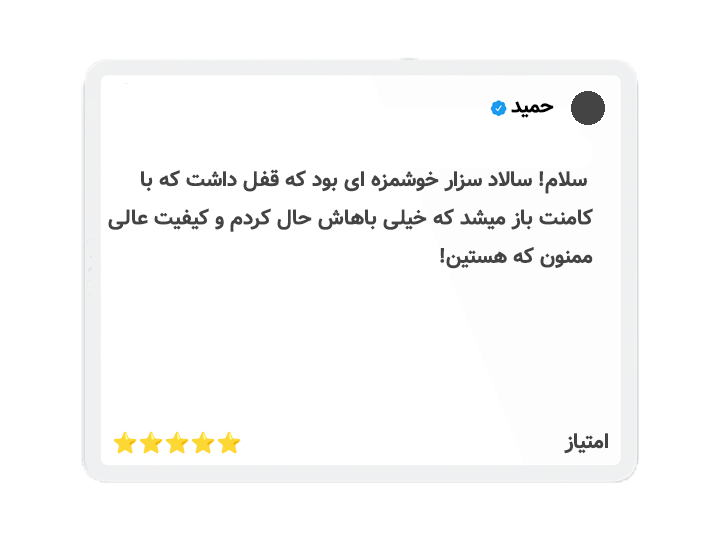 حمید
سلام! سالاد سزار خوشمزه ای بود که قفل داشت که با
کامنت باز میشد که خیلی باهاش حال کردم و کیفیت عالی
ممنون که هستین!
امتیاز